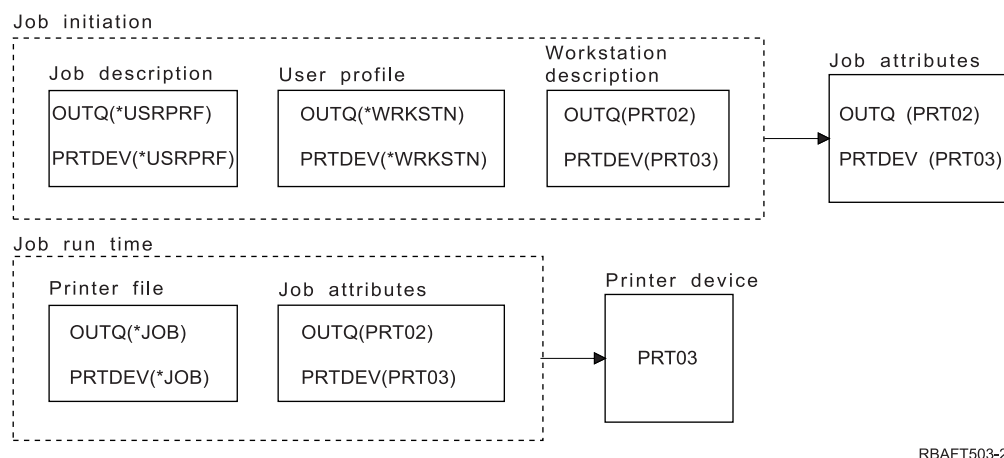 Job initiation
Job description
OUTQ(*USRPRF)
PRTDEV(*USRPRF)
User profile
OUTQ(*WRKSTN)
PRTDEV(*WRKSTN)
Workstation
description
OUTQ(PRT02)
PRTDEV(PRT03)
Job attributes
OUTQ (PRT02)
PRTDEV (PRT03)
Job run time
Printer file
OUTQ(*JOB)
PRTDEV(*JOB)
Job attributes
OUTQ(PRT02)
PRTDEV(PRT03)
Printer device
PRT03
RBAFT503-2